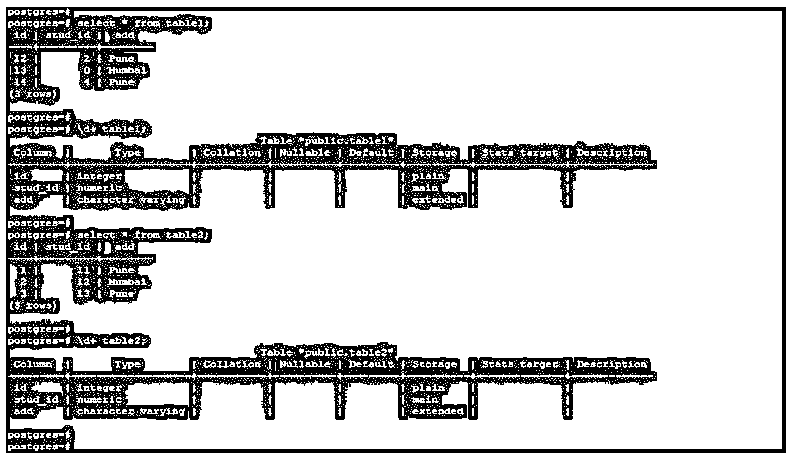 postgres=#
postgres=# select * from table1;
id | stud_id | add
12 | 2 | Pune
13 | 0 | Mumbai
14 | 4 | Pune
(3 rows)
postgres=#
postgres=# \d+ table1;
Table "public.table1"
Column | Type | Collation | Nullable | Default | Storage | Stats target | Description
id | integer | | | | plain | |
stud_id | numeric | | | | main | |
add | character varying | | | | extended | |
postgres=#
postgres=# select * from table2;
id | stud_id | add
1 | 11 | Pune
2 | 12 | Mumbai
3 | 13 | Pune
(3 rows)
postgres=#
postgres=# \d+ table2;
Table "public.table2"
Column | Type | Collation | Nullable | Default | Storage | Stats target | Description
id | integer | | | | plain | |
stud_id | numeric | | | | main | |
add | character varying | | | | extended | |
postgres=#
postgres=#